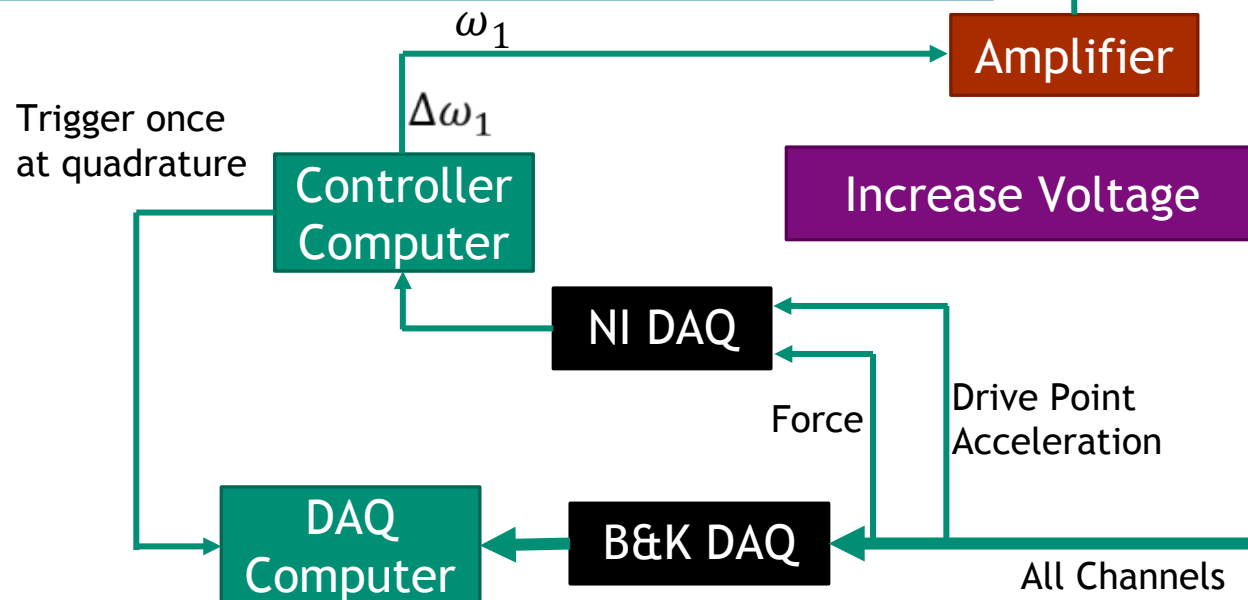 ω₁
Amplifier
Δω₁
Trigger once
at quadrature
Controller
Computer
Increase Voltage
NI DAQ
Force
Drive Point
Acceleration
DAQ
Computer
B&K DAQ
All Channels